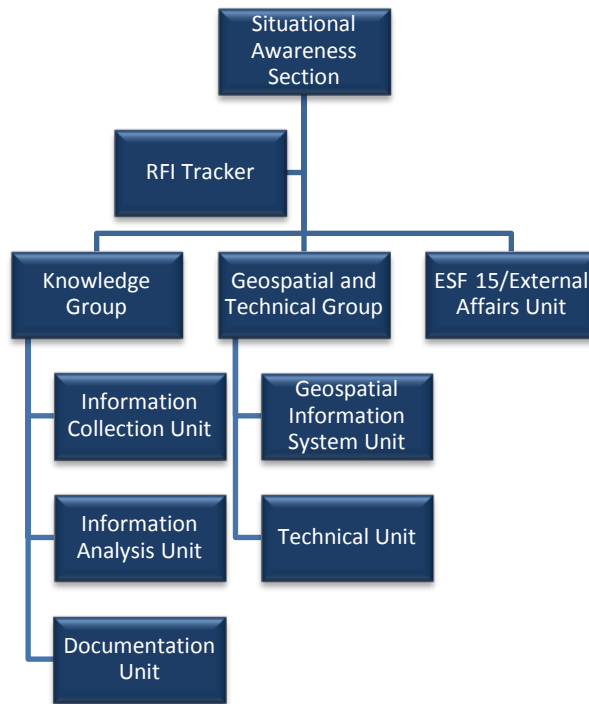 Situational
Awareness
Section
RFI Tracker
Knowledge
Group
Geospatial and
Technical Group
ESF 15/External
Affairs Unit
Information
Collection Unit
Geospatial
Information
System Unit
Information
Analysis Unit
Technical Unit
Documentation
Unit